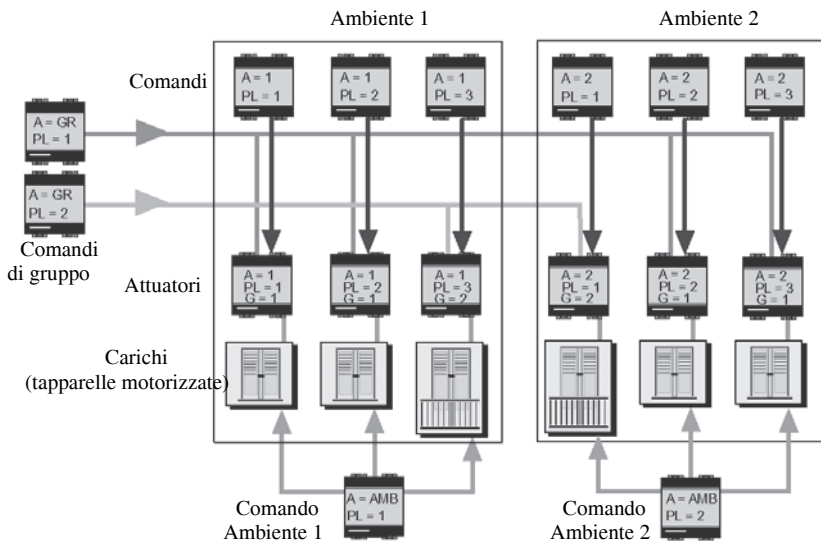 Ambiente 1
Ambiente 2
Comandi
A = 1
PL = 1
A = 1
PL = 2
A = 1
PL = 3
A = 2
PL = 1
A = 2
PL = 2
A = 2
PL = 3
A = GR
PL = 1
A = GR
PL = 2
Comandi
di gruppo
Attuatori
A = 1
PL = 1
G = 1
A = 1
PL = 2
G = 1
A = 1
PL = 3
G = 2
A = 2
PL = 1
G = 2
A = 2
PL = 2
G = 1
A = 2
PL = 3
G = 1
Carichi
(tapparelle motorizzate)
Comando
Ambiente 1
A = AMB
PL = 1
Comando
Ambiente 2
A = AMB
PL = 2